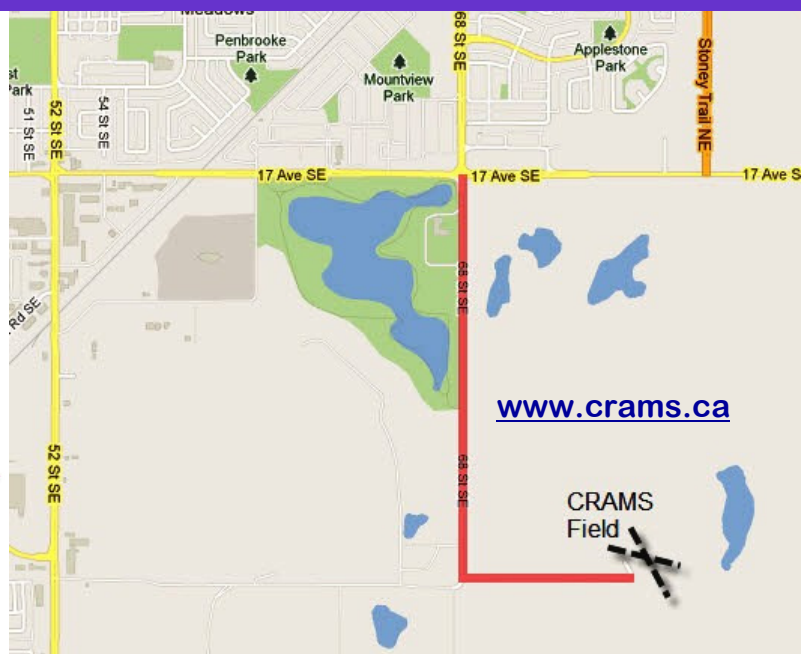 Meadows
Penbrooke
Park
Mountview
Park
68 St SE
Applestone
Park
Stoney Trail NE
st
Park
51 St SE
52 St SE
54 St SE
17 Ave SE
17 Ave SE
17 Ave S
Rd SE
68 St SE
www.crams.ca
52 St SE
68 St SE
CRAMS
Field